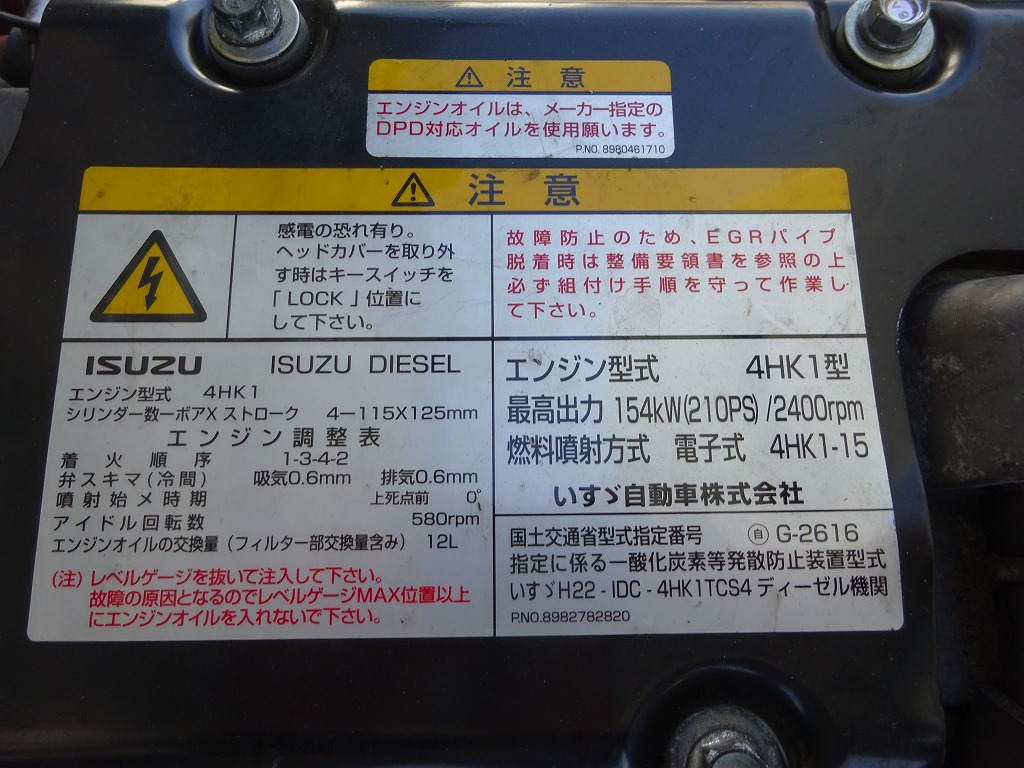 注意
エンジンオイルは、メーカー指定の
DPD対応オイルを使用願います。
P.NO. 8980461710
注意
感電の恐れ有り。
ヘッドカバーを取り外
す時はキースイッチを
「LOCK」位置に
して下さい。
故障防止のため、EGRパイプ
脱着時は整備要領書を参照の上
必ず組付け手順を守って作業し
て下さい。
ISUZU ISUZU DIESEL
エンジン型式 4HK1
シリンダー数ーボアX ストローク 4ー115X125mm
エンジン調整表
着火順序 1-3-4-2
弁スキマ(冷間) 吸気0.6mm 排気0.6mm
噴射始メ時期 上死点前 0°
アイドル回転数 580rpm
エンジンオイルの交換量(フィルター部交換量含み) 12L
(注)レベルゲージを抜いて注入して下さい。
故障の原因となるのでレベルゲージMAX位置以上
にエンジンオイルを入れないで下さい。
エンジン型式 4HK1型
最高出力 154kW(210PS)/2400rpm
燃料噴射方式 電子式 4HK1-15
いすゞ自動車株式会社
国土交通省型式指定番号 自 G-2616
指定に係る一酸化炭素等発散防止装置型式
いすゞH22-IDC-4HK1TCS4 ディーゼル機関
P.NO.8982782820